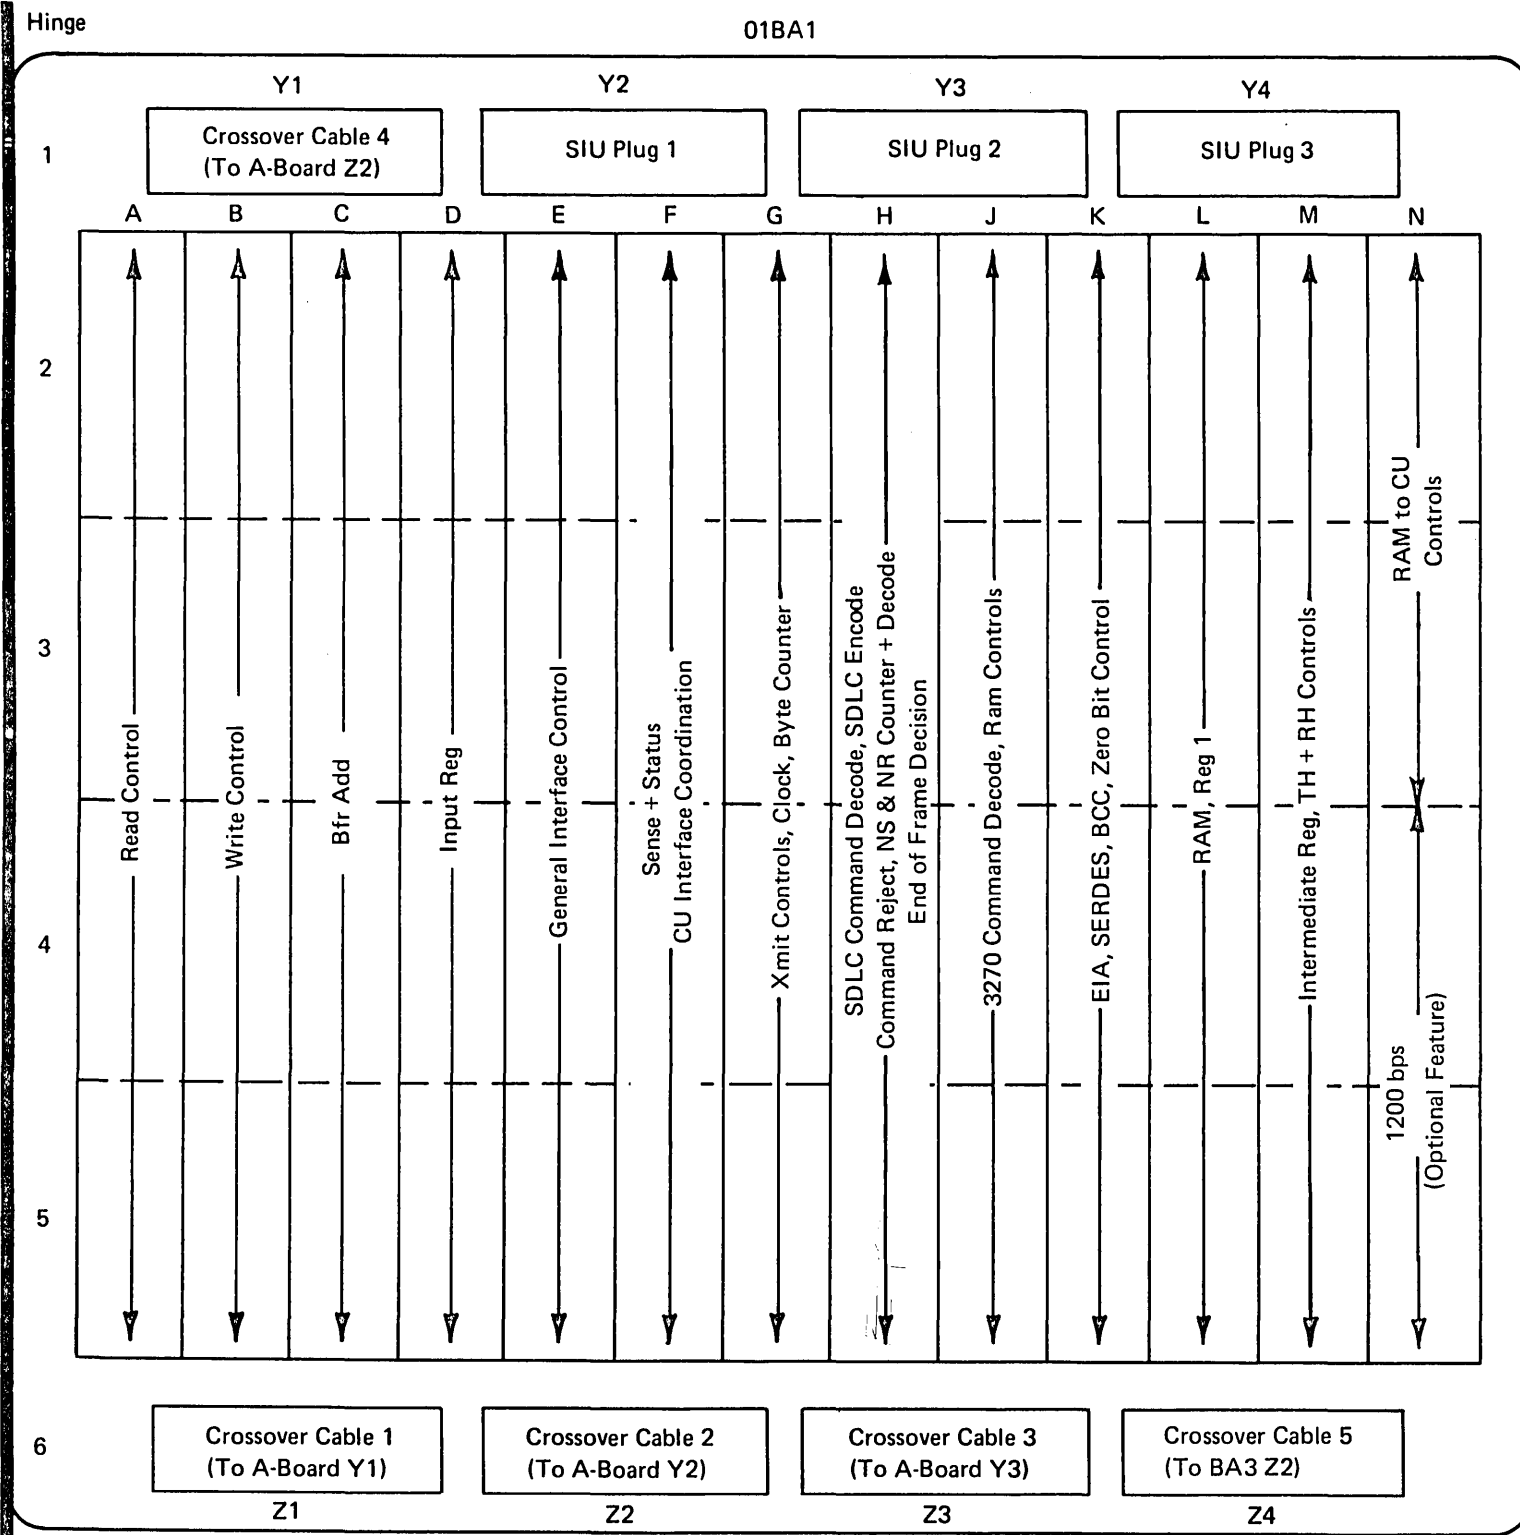 Hinge
01BA1
Y1
Y2
Y3
Y4
1
Crossover Cable 4
(To A-Board Z2)
SIU Plug 1
SIU Plug 2
SIU Plug 3
A
B
C
D
E
F
G
H
J
K
L
M
N
2
3
4
5
6
Read Control
Write Control
Bfr Add
Input Reg
General Interface Control
Sense + Status
CU Interface Coordination
Xmit Controls, Clock, Byte Counter
SDLC Command Decode, SDLC Encode
Command Reject, NS & NR Counter + Decode
End of Frame Decision
3270 Command Decode, Ram Controls
EIA, SERDES, BCC, Zero Bit Control
RAM, Reg 1
Intermediate Reg, TH + RH Controls
RAM to CU
Controls
1200 bps
(Optional Feature)
Crossover Cable 1
(To A-Board Y1)
Crossover Cable 2
(To A-Board Y2)
Crossover Cable 3
(To A-Board Y3)
Crossover Cable 5
(To BA3 Z2)
Z1
Z2
Z3
Z4